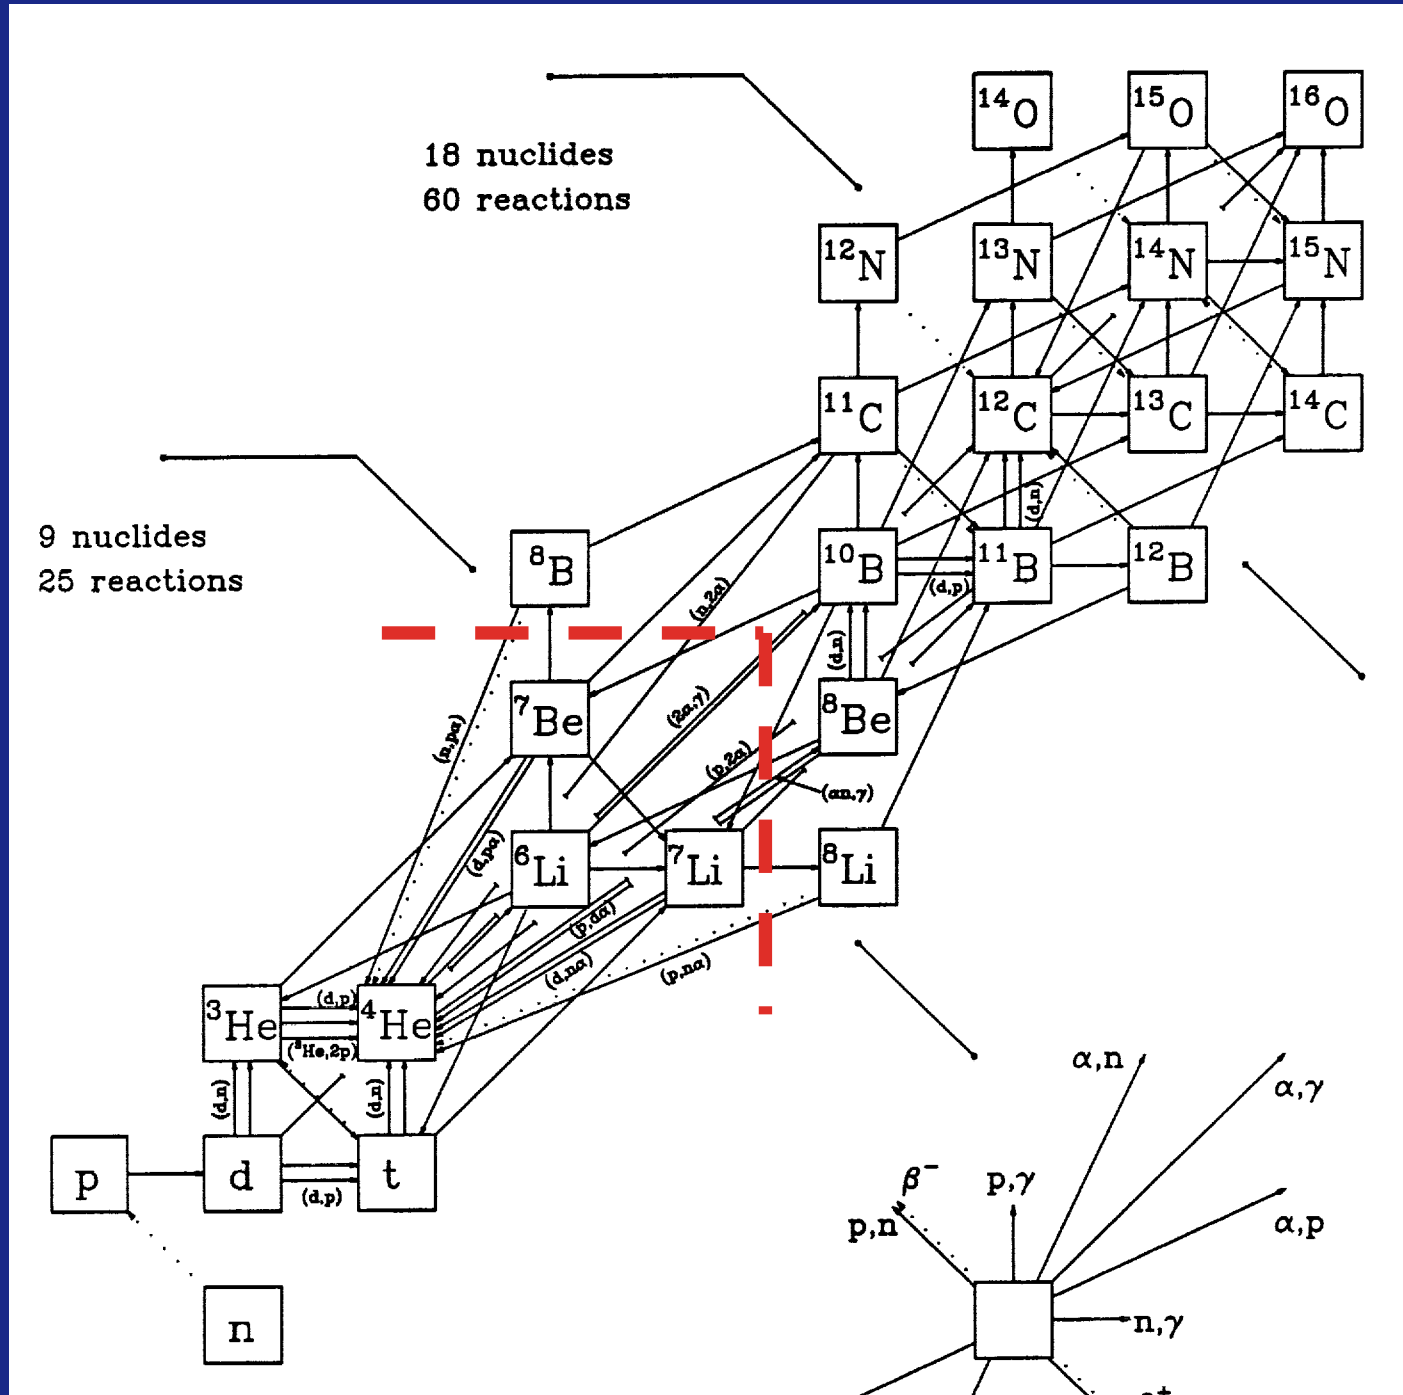 ¹⁴O ¹⁵O ¹⁶O
18 nuclides
60 reactions
¹²N ¹³N ¹⁴N ¹⁵N
¹¹C ¹²C ¹³C ¹⁴C
(d,n)
9 nuclides
25 reactions
⁸B ¹⁰B ¹¹B ¹²B
(d,p)
(n,2α)
(d,n)
⁷Be ⁸Be
(2α,γ)
(n,pα)
(p,2α)
(αn,γ)
⁶Li ⁷Li ⁸Li
(d,pα)
(p,dα)
(d,nα)
(p,nα)
³He (d,p) ⁴He
(³He,2p)
(d,n) (d,n)
p d t
(d,p)
n
α,n
α,γ
β⁻ p,γ
p,n α,p
n,γ